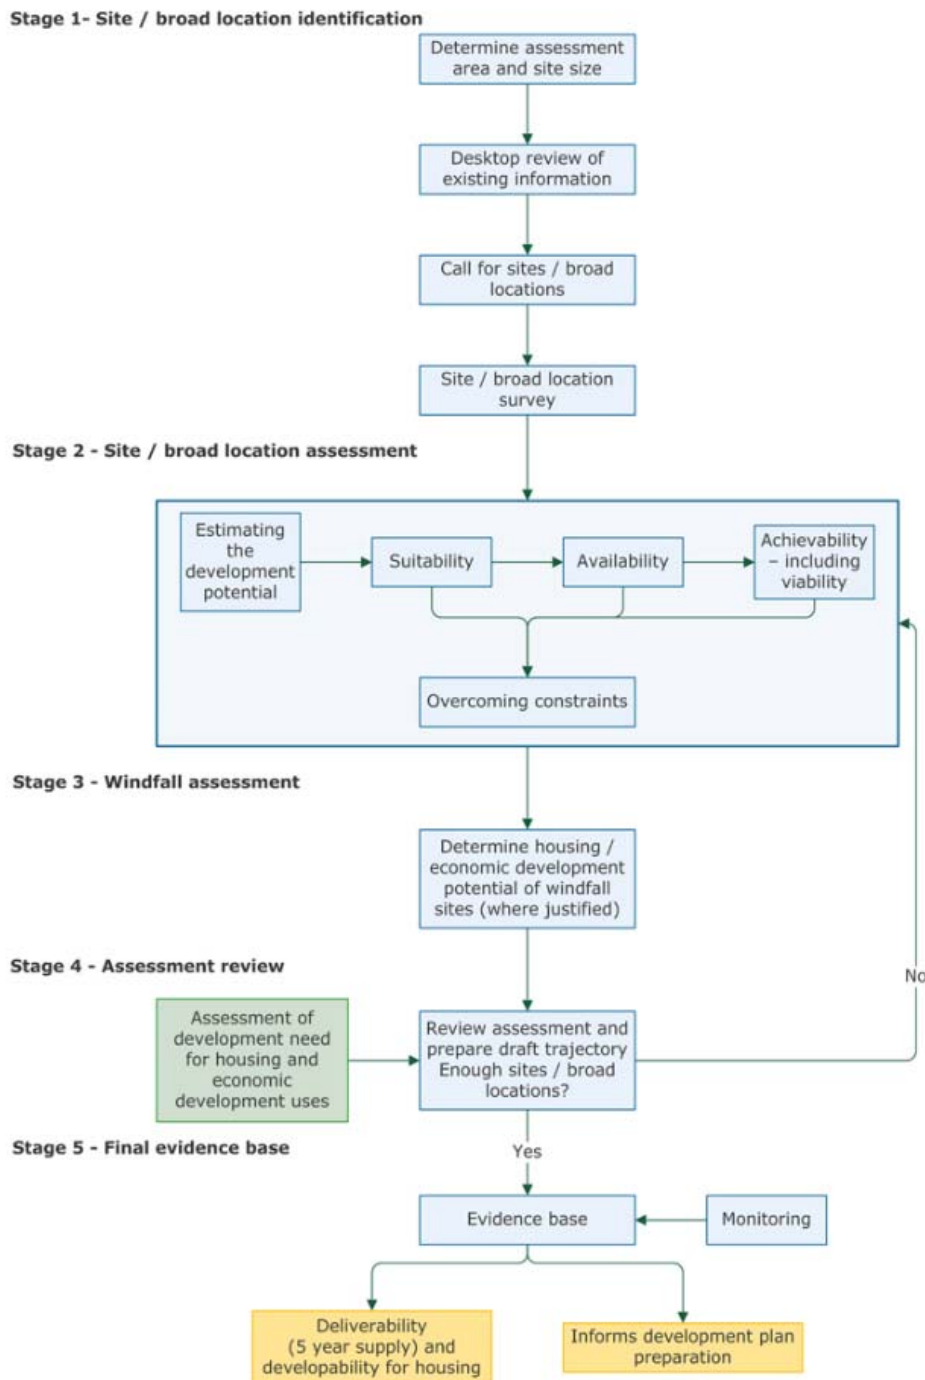 Stage 1- Site / broad location identification
Determine assessment
area and site size
Desktop review of
existing information
Call for sites / broad
locations
Site / broad location
survey
Stage 2 - Site / broad location assessment
Estimating
the
development
potential
Suitability
Availability
Achievability
– including
viability
Overcoming constraints
Stage 3 - Windfall assessment
Determine housing /
economic development
potential of windfall
sites (where justified)
Stage 4 - Assessment review
No
Assessment of
development need
for housing and
economic
development uses
Review assessment and
prepare draft trajectory
Enough sites / broad
locations?
Stage 5 - Final evidence base
Yes
Evidence base
Monitoring
Deliverability
(5 year supply) and
developability for housing
Informs development plan
preparation